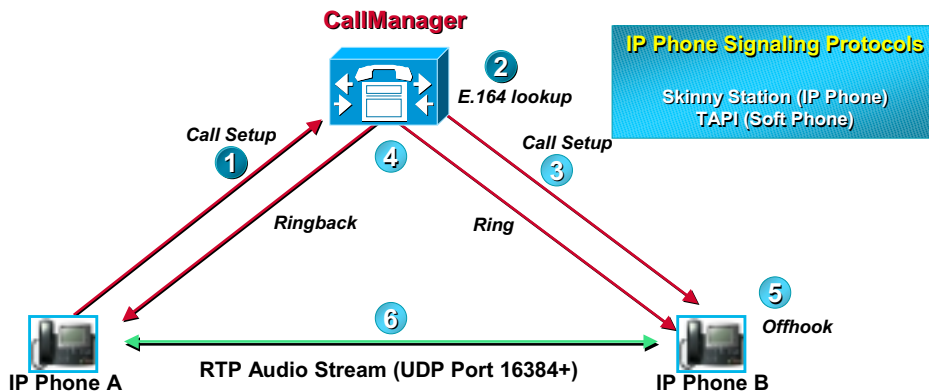 CallManager
IP Phone Signaling Protocols
Skinny Station (IP Phone)
TAPI (Soft Phone)
2
E.164 lookup
Call Setup
1
4
Call Setup
3
Ringback
Ring
5
Offhook
6
RTP Audio Stream (UDP Port 16384+)
IP Phone A
IP Phone B